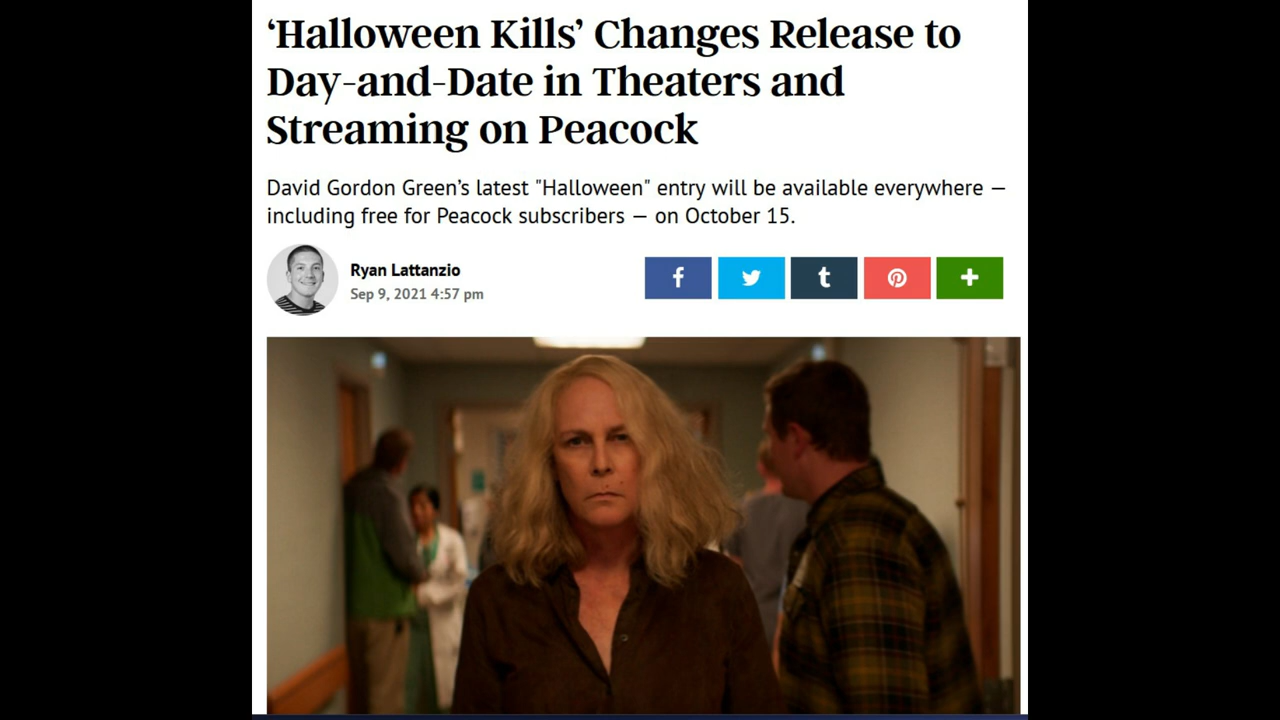 ‘Halloween Kills’ Changes Release to
Day-and-Date in Theaters and
Streaming on Peacock
David Gordon Green’s latest "Halloween" entry will be available everywhere —
including free for Peacock subscribers — on October 15.
Ryan Lattanzio
Sep 9, 2021 4:57 pm